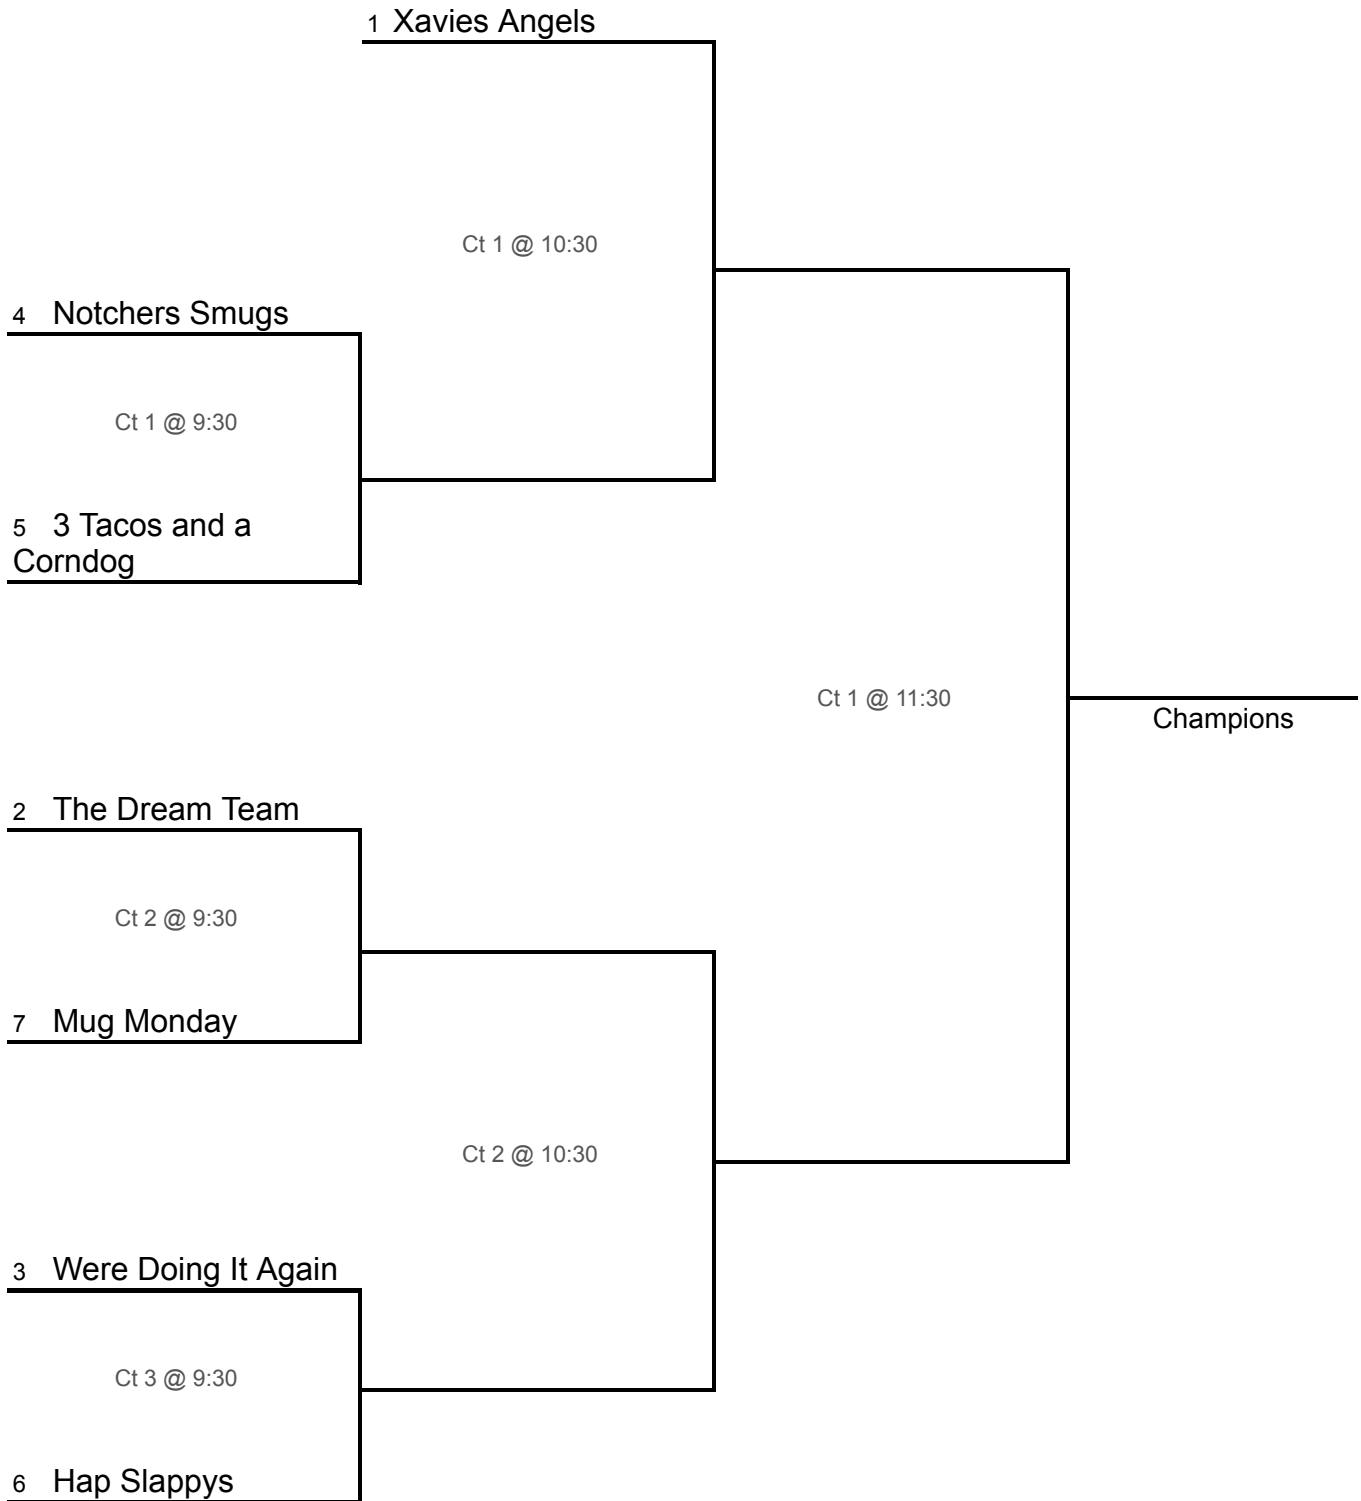 1 Xavies Angels
Ct 1 @ 10:30
4 Notchers Smugs
Ct 1 @ 9:30
5 3 Tacos and a
Corndog
Ct 1 @ 11:30
Champions
2 The Dream Team
Ct 2 @ 9:30
7 Mug Monday
Ct 2 @ 10:30
3 Were Doing It Again
Ct 3 @ 9:30
6 Hap Slappys